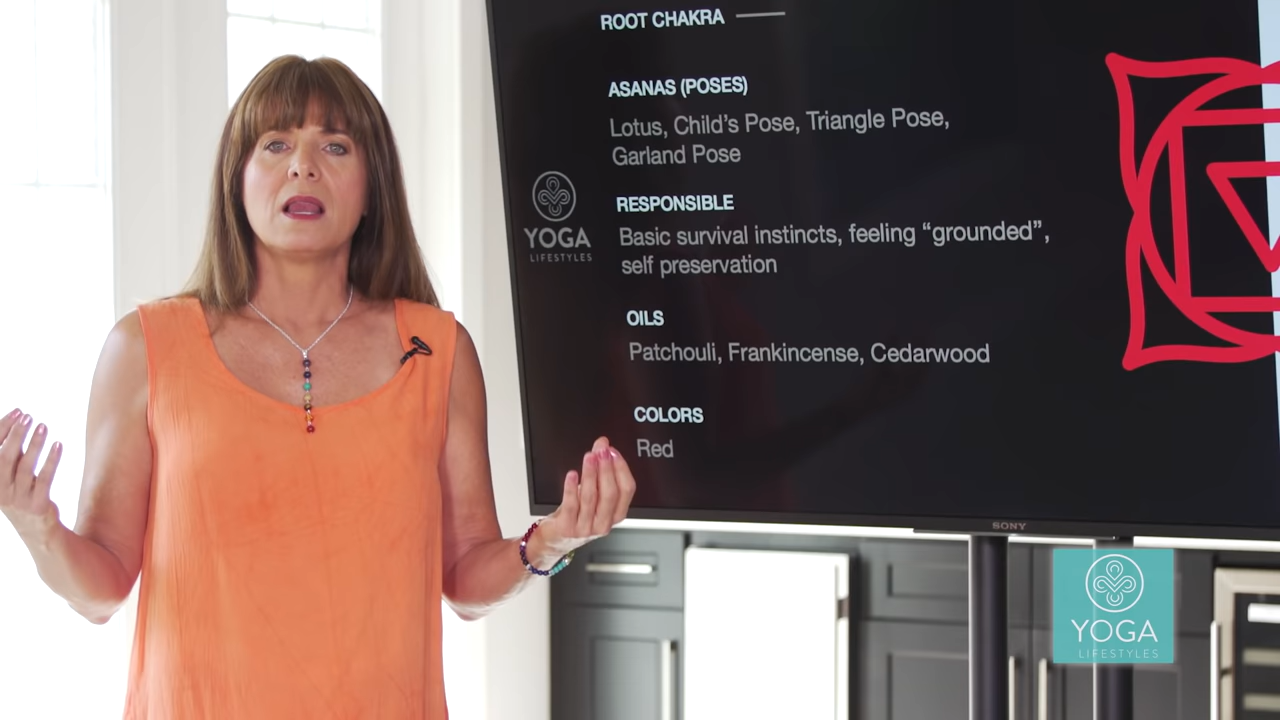 ROOT CHAKRA
ASANAS (POSES)
Lotus, Child's Pose, Triangle Pose,
Garland Pose
RESPONSIBLE
Basic survival instincts, feeling “grounded”,
self preservation
OILS
Patchouli, Frankincense, Cedarwood
COLORS
Red
YOGA
LIFESTYLES
SONY
YOGA
LIFESTYLES